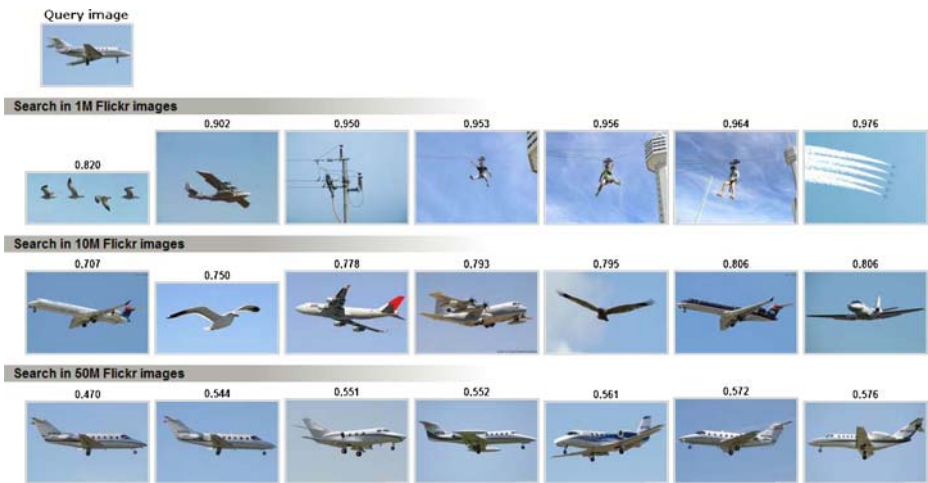 Query image
Search in 1M Flickr images
0.820 0.902 0.950 0.953 0.956 0.964 0.976
Search in 10M Flickr images
0.707 0.750 0.778 0.793 0.795 0.806 0.806
Search in 50M Flickr images
0.470 0.544 0.551 0.552 0.561 0.572 0.576